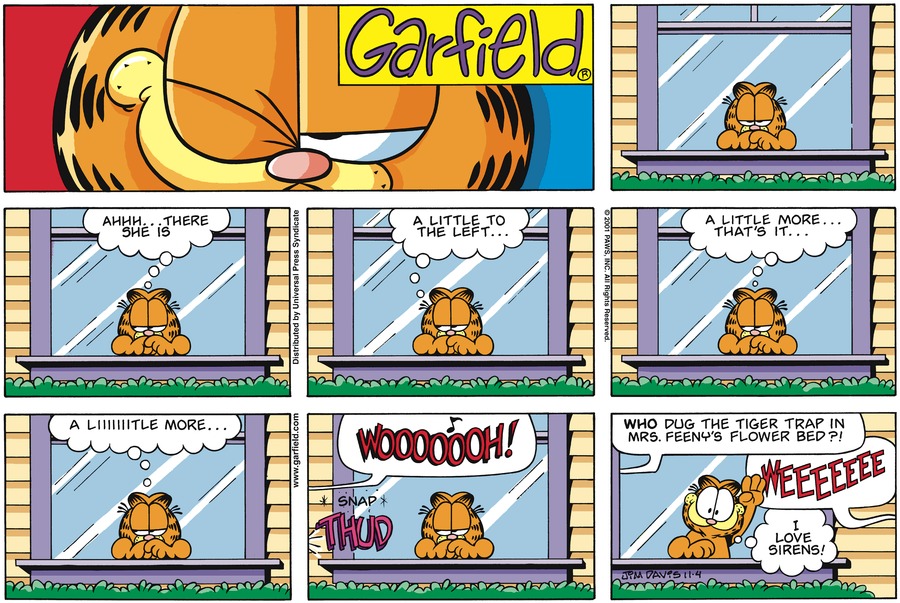 Garfield®
AHHH...THERE
SHE IS
Distributed by Universal Press Syndicate
A LITTLE TO
THE LEFT...
© 2001 PAWS, INC. All Rights Reserved.
A LITTLE MORE...
THAT'S IT...
A LIIIIIITLE MORE...
www.garfield.com
WOOOOOOH!
*SNAP*
THUD
WHO DUG THE TIGER TRAP IN
MRS. FEENY'S FLOWER BED?!
WEEEEEEE
I
LOVE
SIRENS!
JIM DAVIS 11-4